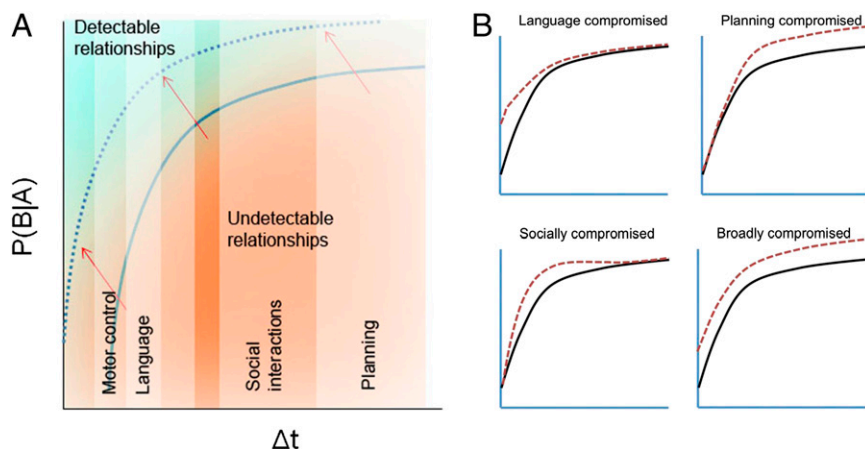 A
Detectable
relationships
Undetectable
relationships
Motor control
Language
Social
interactions
Planning
P(B|A)
Δt
B
Language compromised
Planning compromised
Socially compromised
Broadly compromised